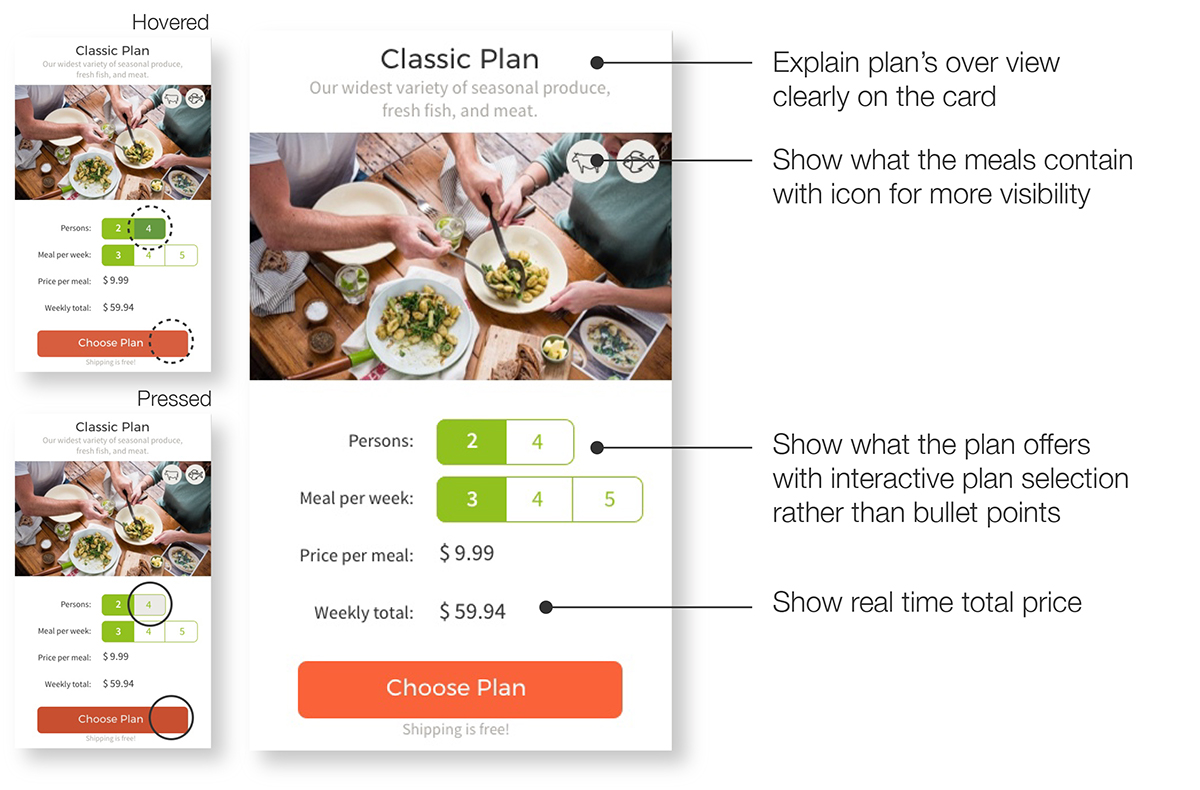 Hovered
Classic Plan
Our widest variety of seasonal produce,
fresh fish, and meat.
Persons: 2 4
Meal per week: 3 4 5
Price per meal: $ 9.99
Weekly total: $ 59.94
Choose Plan
Shipping is free!
Pressed
Classic Plan
Our widest variety of seasonal produce,
fresh fish, and meat.
Persons: 2 4
Meal per week: 3 4 5
Price per meal: $ 9.99
Weekly total: $ 59.94
Choose Plan
Shipping is free!
Classic Plan
Our widest variety of seasonal produce,
fresh fish, and meat.
Persons: 2 4
Meal per week: 3 4 5
Price per meal: $ 9.99
Weekly total: $ 59.94
Choose Plan
Shipping is free!
Explain plan’s over view
clearly on the card
Show what the meals contain
with icon for more visibility
Show what the plan offers
with interactive plan selection
rather than bullet points
Show real time total price